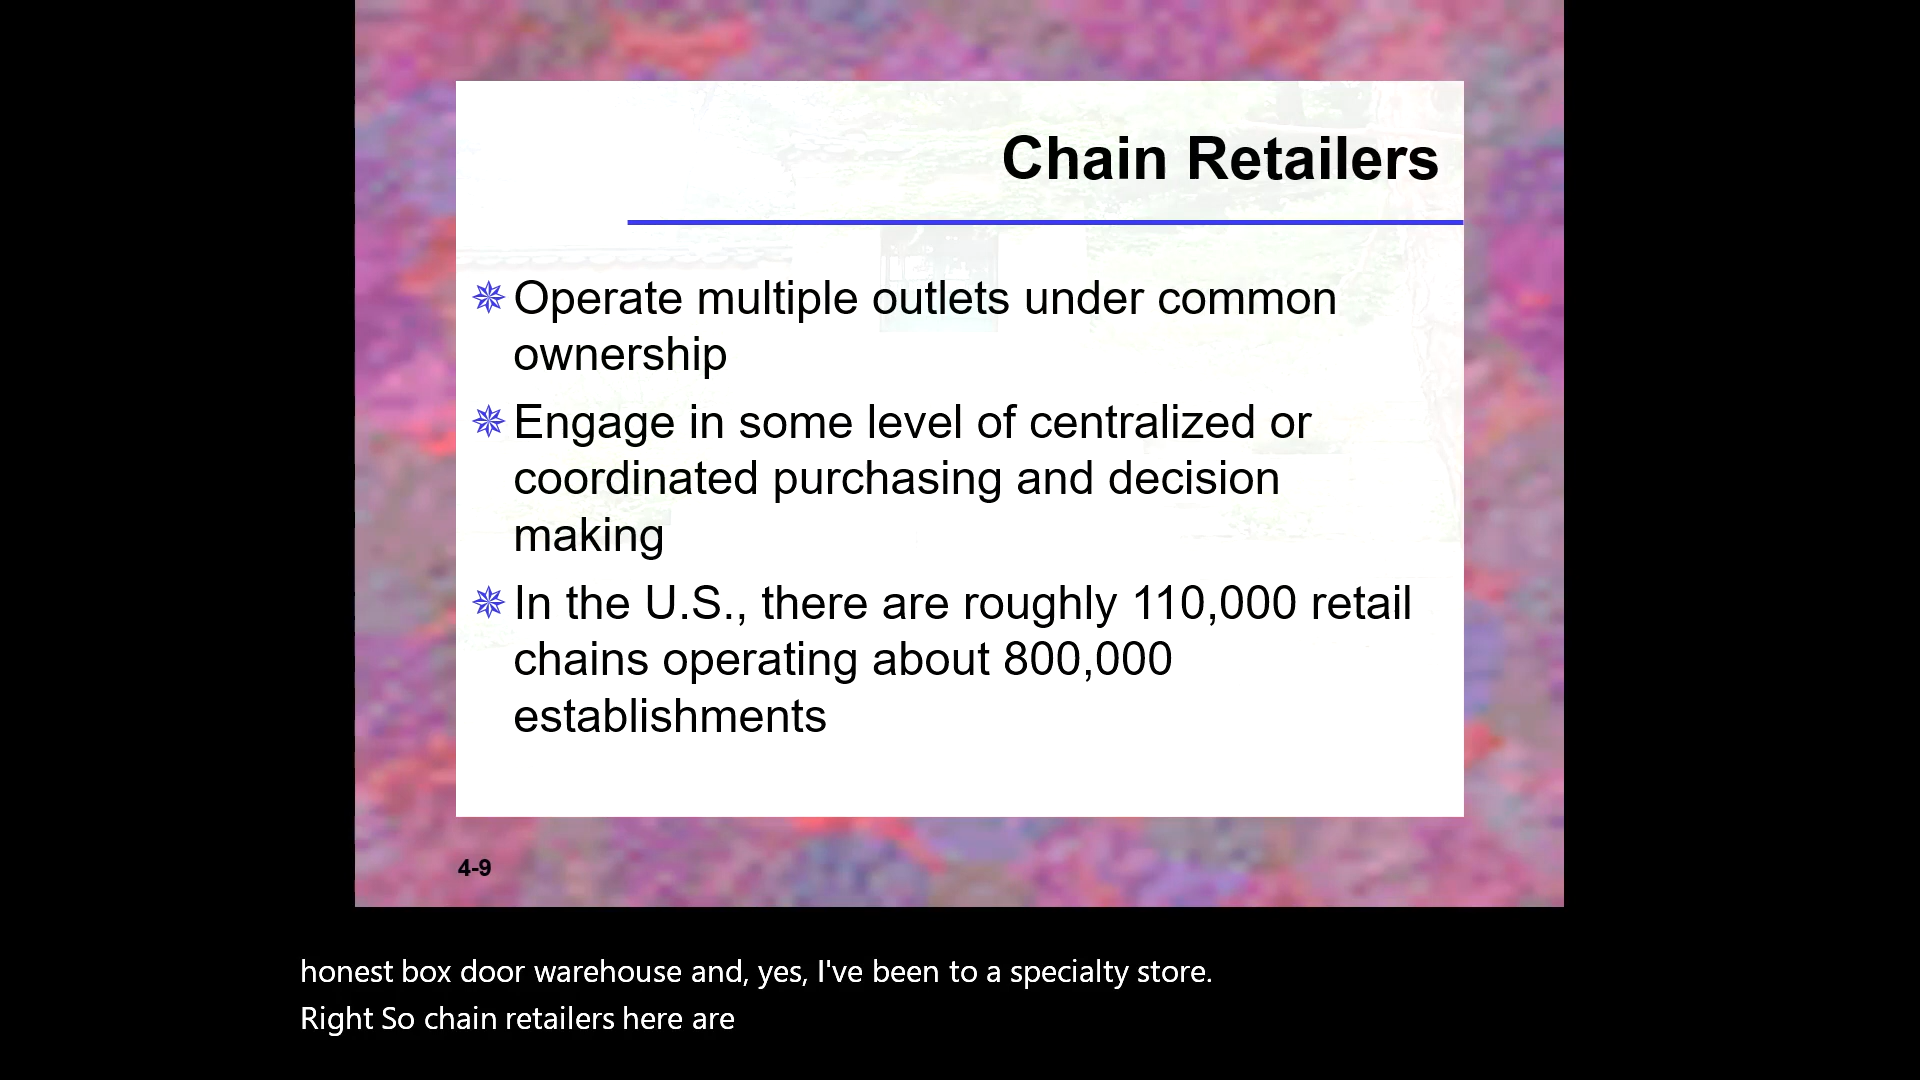 Chain Retailers
Operate multiple outlets under common
ownership
Engage in some level of centralized or
coordinated purchasing and decision
making
In the U.S., there are roughly 110,000 retail
chains operating about 800,000
establishments
4-9
honest box door warehouse and, yes, I've been to a specialty store.
Right So chain retailers here are